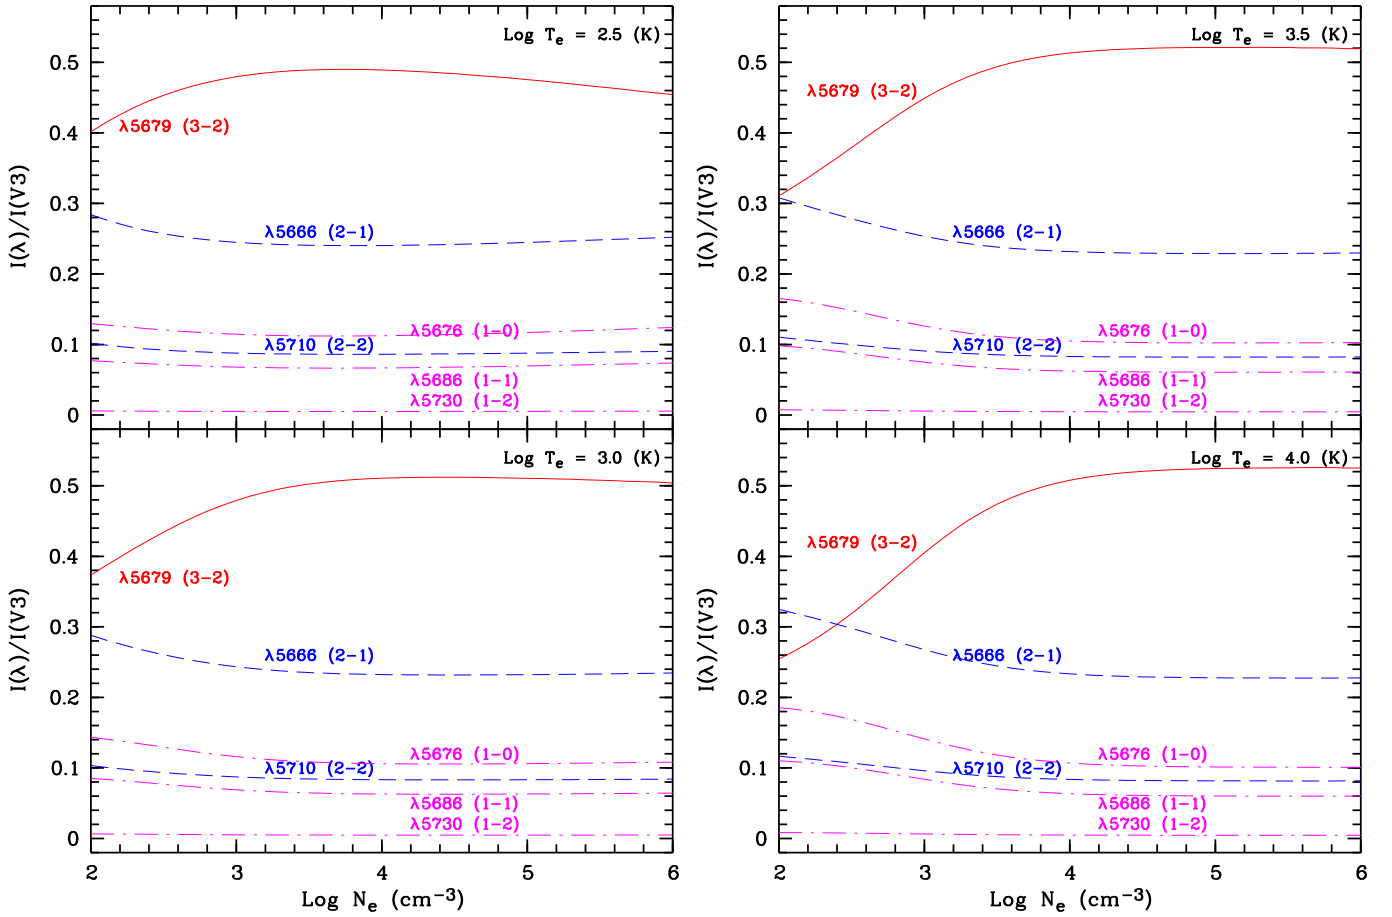 Log Tₑ = 2.5 (K)
0.5
λ5679 (3−2)
0.4
I(λ)/I(V3)
0.3
λ5666 (2−1)
0.2
λ5676 (1−0)
λ5710 (2−2)
0.1
λ5686 (1−1)
λ5730 (1−2)
0
Log Tₑ = 3.5 (K)
0.5
λ5679 (3−2)
0.4
I(λ)/I(V3)
0.3
λ5666 (2−1)
0.2
λ5676 (1−0)
λ5710 (2−2)
0.1
λ5686 (1−1)
λ5730 (1−2)
0
Log Tₑ = 3.0 (K)
0.5
0.4
λ5679 (3−2)
I(λ)/I(V3)
0.3
λ5666 (2−1)
0.2
λ5676 (1−0)
λ5710 (2−2)
0.1
λ5686 (1−1)
λ5730 (1−2)
0
2 3 4 5 6
Log Nₑ (cm⁻³)
Log Tₑ = 4.0 (K)
0.5
λ5679 (3−2)
0.4
I(λ)/I(V3)
0.3
λ5666 (2−1)
0.2
λ5676 (1−0)
λ5710 (2−2)
0.1
λ5686 (1−1)
λ5730 (1−2)
0
2 3 4 5 6
Log Nₑ (cm⁻³)